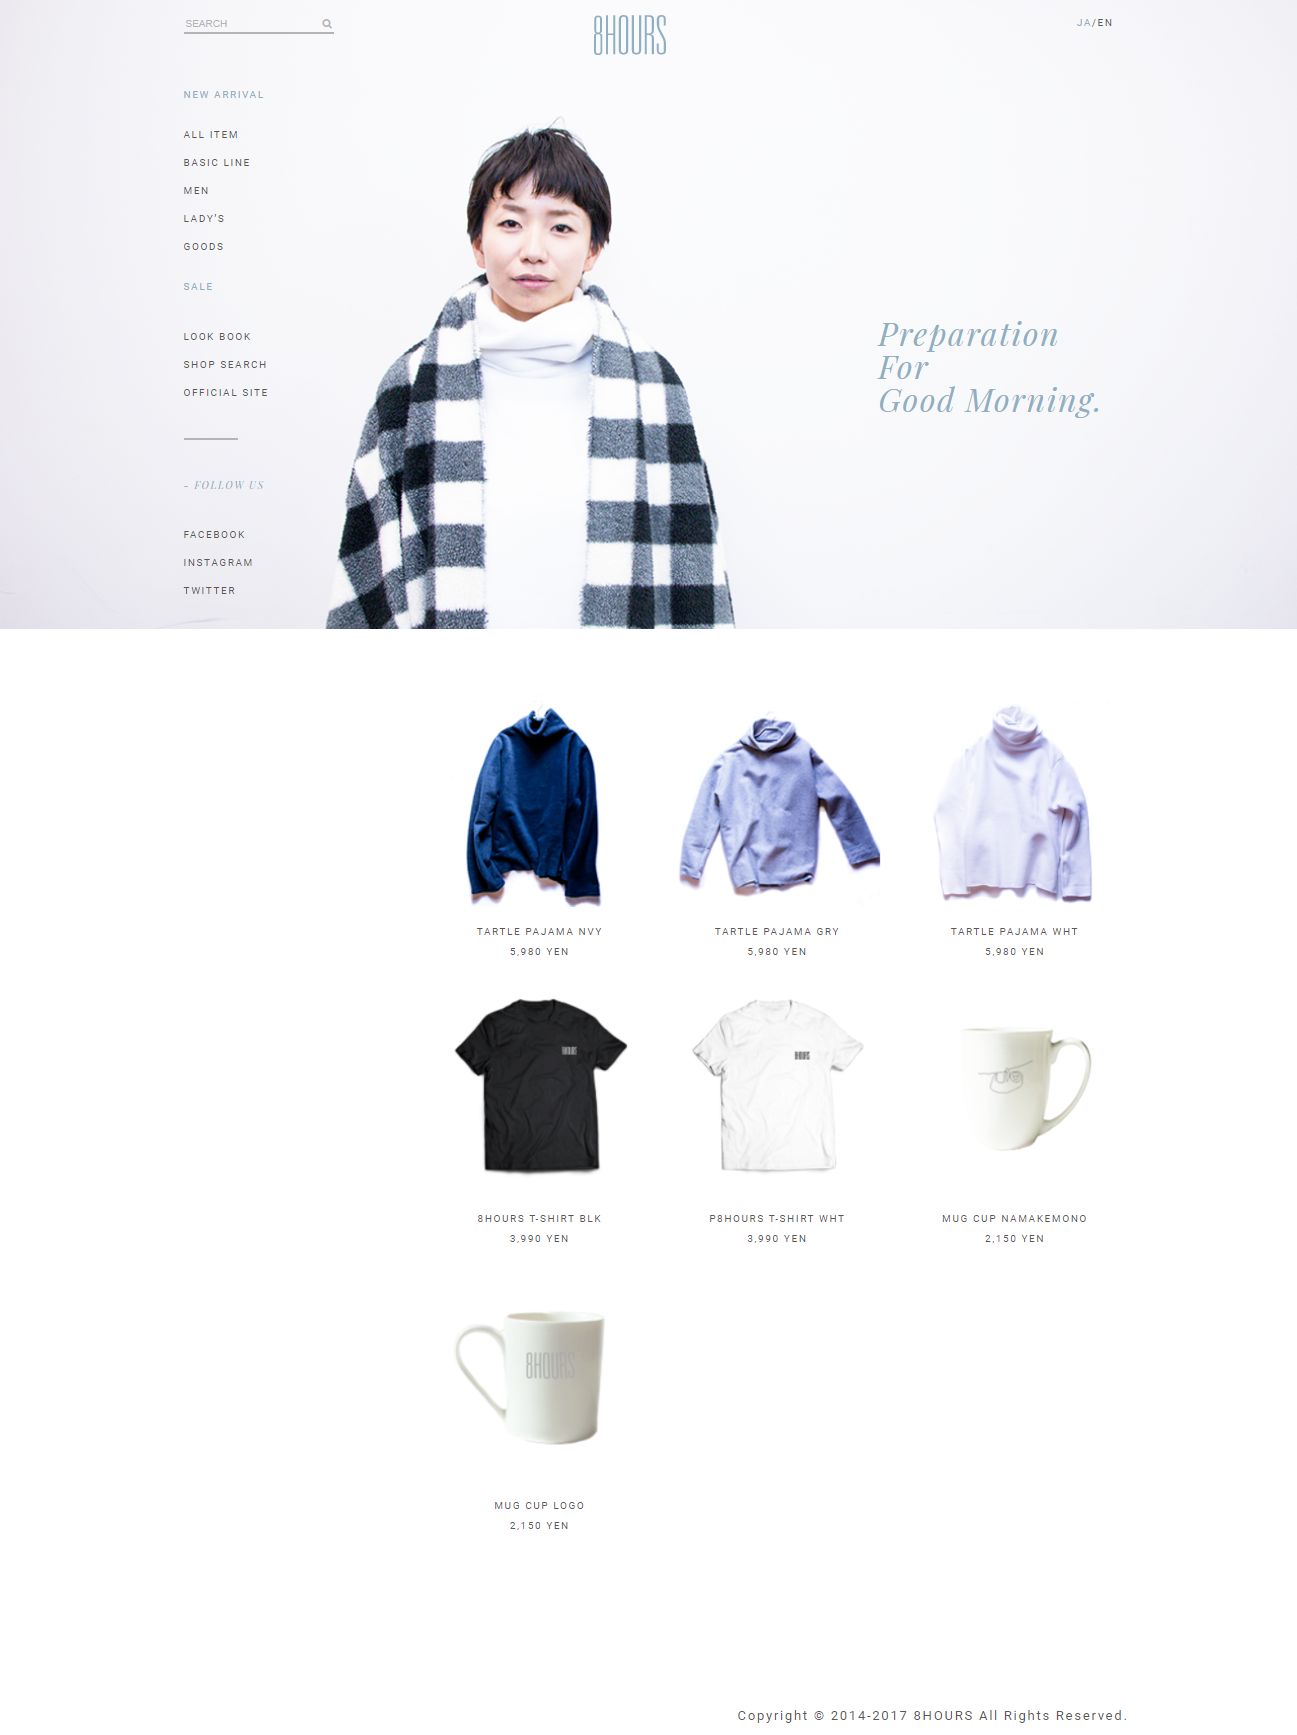 SEARCH
8HOURS
JA/EN
NEW ARRIVAL
ALL ITEM
BASIC LINE
MEN
LADY'S
GOODS
SALE
LOOK BOOK
SHOP SEARCH
OFFICIAL SITE
- FOLLOW US
FACEBOOK
INSTAGRAM
TWITTER
Preparation
For
Good Morning.
TARTLE PAJAMA NVY
5,980 YEN
TARTLE PAJAMA GRY
5,980 YEN
TARTLE PAJAMA WHT
5,980 YEN
8HOURS
8HOURS
8HOURS T-SHIRT BLK
3,990 YEN
P8HOURS T-SHIRT WHT
3,990 YEN
MUG CUP NAMAKEMONO
2,150 YEN
8HOURS
MUG CUP LOGO
2,150 YEN
Copyright © 2014-2017 8HOURS All Rights Reserved.